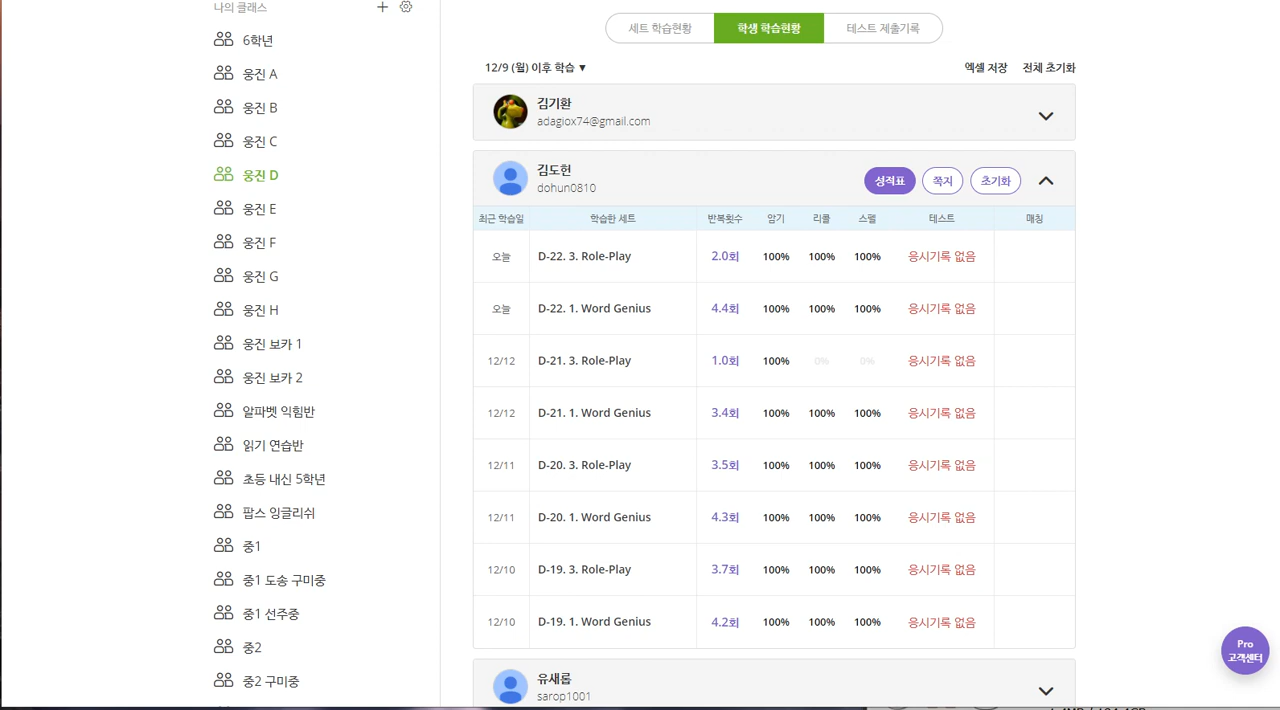 나의 클래스
6학년
웅진 A
웅진 B
웅진 C
웅진 D
웅진 E
웅진 F
웅진 G
웅진 H
웅진 보카 1
웅진 보카 2
알파벳 익힘반
읽기 연습반
초등 내신 5학년
팝스 잉글리쉬
중1
중1 도송 구미중
중1 선주중
중2
중2 구미중
세트 학습현황 학생 학습현황 테스트 제출기록
12/9 (월) 이후 학습 ▼ 엑셀 저장 전체 초기화
김기환
adagiox74@gmail.com
김도현
dohun0810
성적표 쪽지 초기화
최근 학습일 학습한 세트 반복횟수 암기 리콜 스펠 테스트 매칭
오늘 D-22. 3. Role-Play 2.0회 100% 100% 100% 응시기록 없음
오늘 D-22. 1. Word Genius 4.4회 100% 100% 100% 응시기록 없음
12/12 D-21. 3. Role-Play 1.0회 100% 0% 0% 응시기록 없음
12/12 D-21. 1. Word Genius 3.4회 100% 100% 100% 응시기록 없음
12/11 D-20. 3. Role-Play 3.5회 100% 100% 100% 응시기록 없음
12/11 D-20. 1. Word Genius 4.3회 100% 100% 100% 응시기록 없음
12/10 D-19. 3. Role-Play 3.7회 100% 100% 100% 응시기록 없음
12/10 D-19. 1. Word Genius 4.2회 100% 100% 100% 응시기록 없음
유새롬
sarop1001
Pro
고객센터